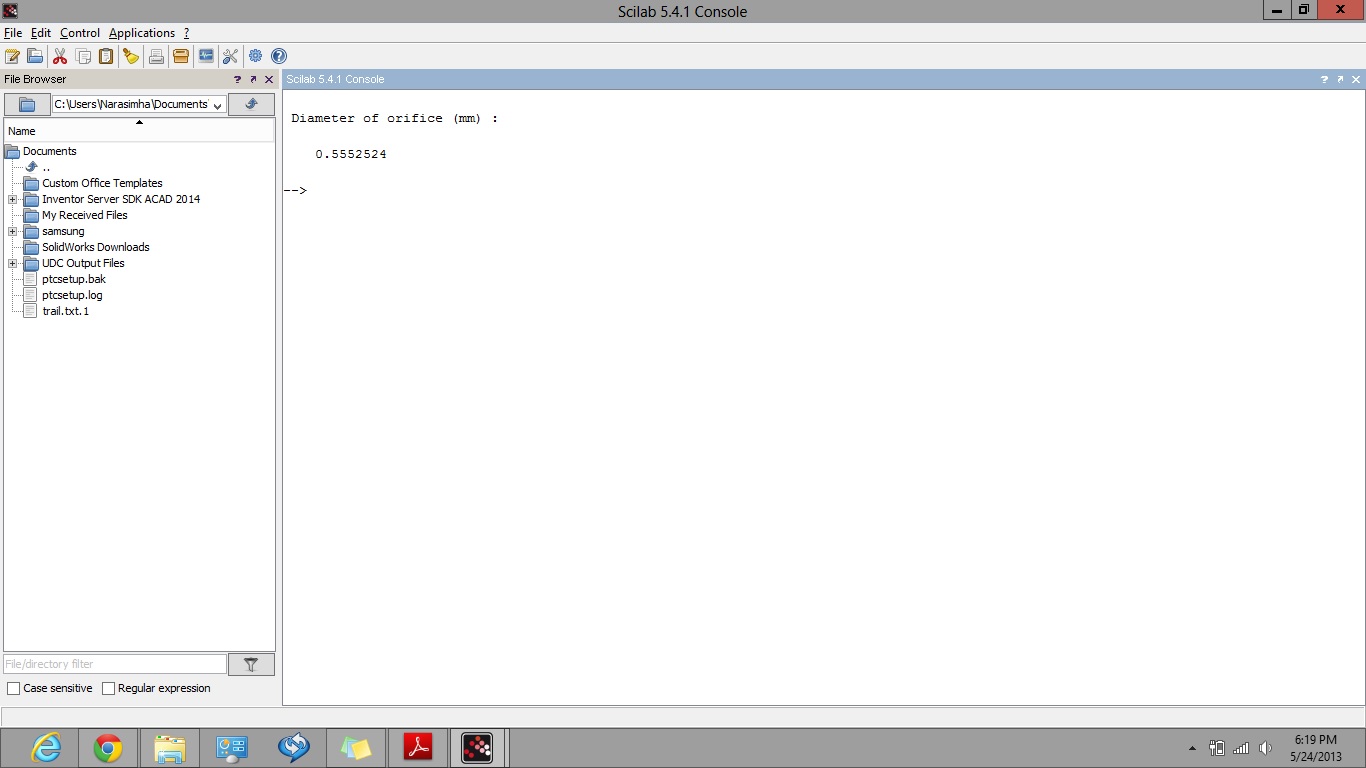 Scilab 5.4.1 Console
File Edit Control Applications ?
File Browser
Scilab 5.4.1 Console
C:\Users\Narasimha\Documents
Name
Documents
..
Custom Office Templates
Inventor Server SDK ACAD 2014
My Received Files
samsung
SolidWorks Downloads
UDC Output Files
ptcsetup.bak
ptcsetup.log
trail.txt.1
Diameter of orifice (mm) :
0.5552524
-->
File/directory filter
Case sensitive Regular expression
6:19 PM
5/24/2013